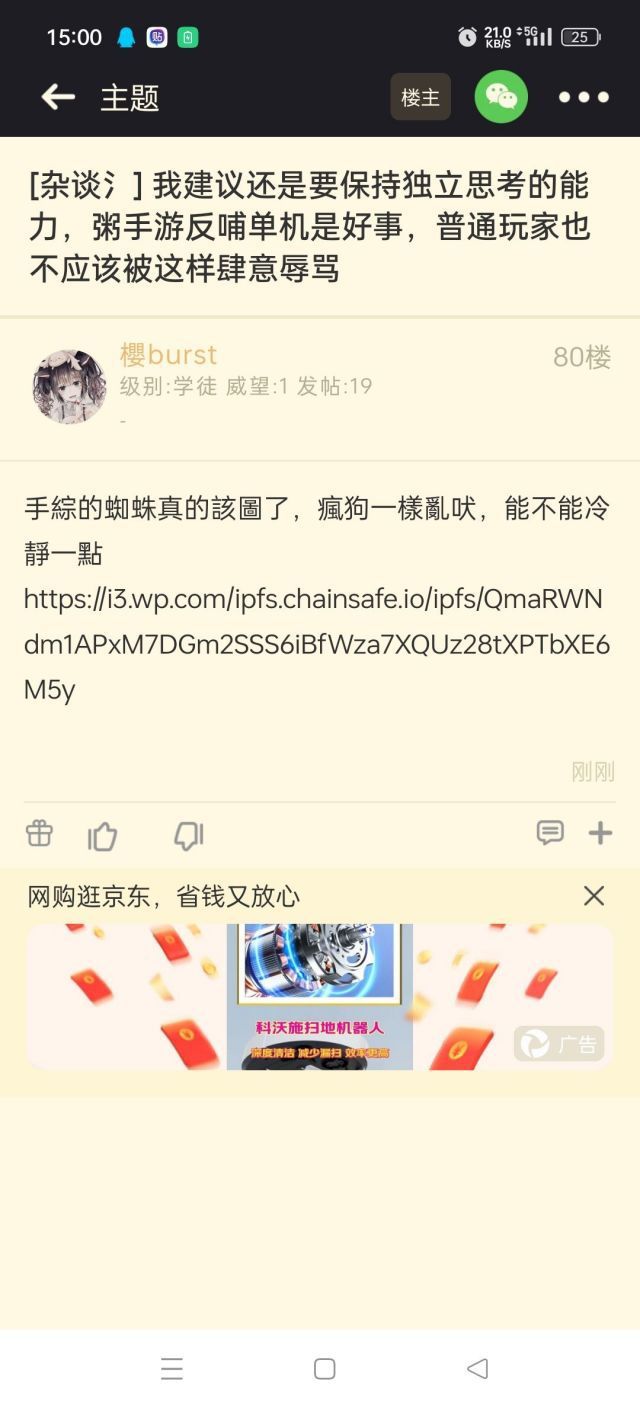 15:00
21.0
KB/S
5G
25
主题
楼主
[杂谈氵] 我建议还是要保持独立思考的能
力，粥手游反哺单机是好事，普通玩家也
不应该被这样肆意辱骂
櫻burst
80楼
级别:学徒 威望:1 发帖:19
-
手綜的蜘蛛真的該圖了，瘋狗一樣亂吠，能不能冷
靜一點
https://i3.wp.com/ipfs.chainsafe.io/ipfs/QmaRWN
dm1APxM7DGm2SSS6iBfWza7XQUz28tXPTbXE6
M5y
刚刚
网购逛京东，省钱又放心
科沃施扫地机器人
深度清洁 减少漏扫 效率更高
广告